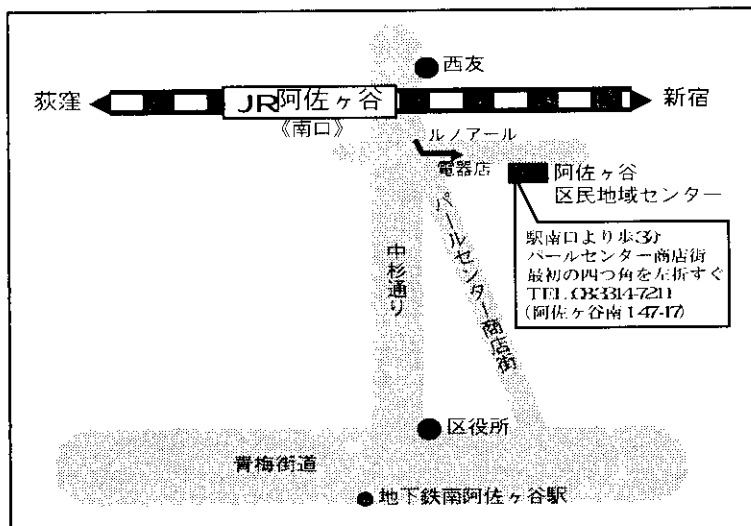 西友
荻窪
JR阿佐ヶ谷
新宿
《南口》
ルノアール
電器店
阿佐ヶ谷
区民地域センター
駅南口より歩3分
パールセンター商店街
最初の四つ角を左折すぐ
TEL 03-3314-7211
(阿佐ヶ谷南1-47-17)
中杉通り
パールセンター商店街
区役所
青梅街道
地下鉄南阿佐ヶ谷駅